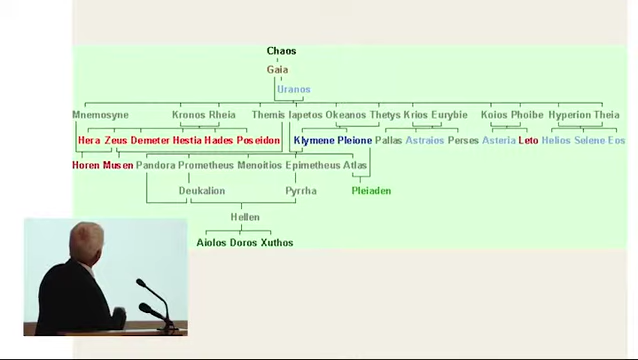 Chaos
Gaia
Uranos
Mnemosyne Kronos Rheia Themis Iapetos Okeanos Thetys Krios Eurybie Koios Phoibe Hyperion Theia
Hera Zeus Demeter Hestia Hades Poseidon Klymene Pleione Pallas Astraios Perses Asteria Leto Helios Selene Eos
Horen Musen Pandora Prometheus Menoitios Epimetheus Atlas
Deukalion Pyrrha Pleiaden
Hellen
Aiolos Doros Xuthos